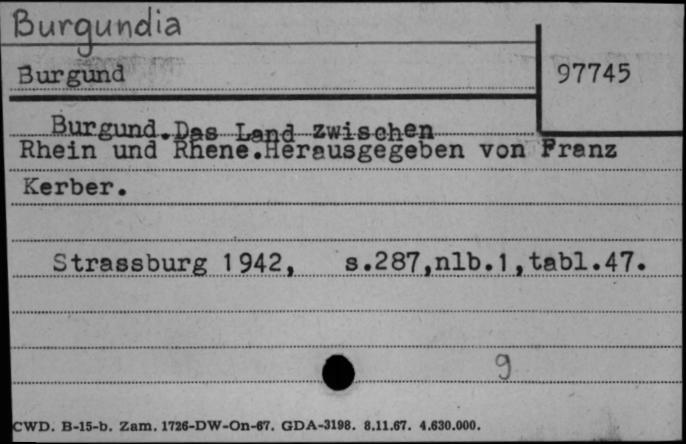 Burgundia
Burgund
97745
Burgund.Das Land zwischen
Rhein und Rhene.Herausgegeben von Franz
Kerber.
Strassburg 1942, s.287,nlb.1,tabl.47.
9
CWD. B-15-b. Zam. 1726-DW-On-67. GDA-3198. 8.11.67. 4.630.000.